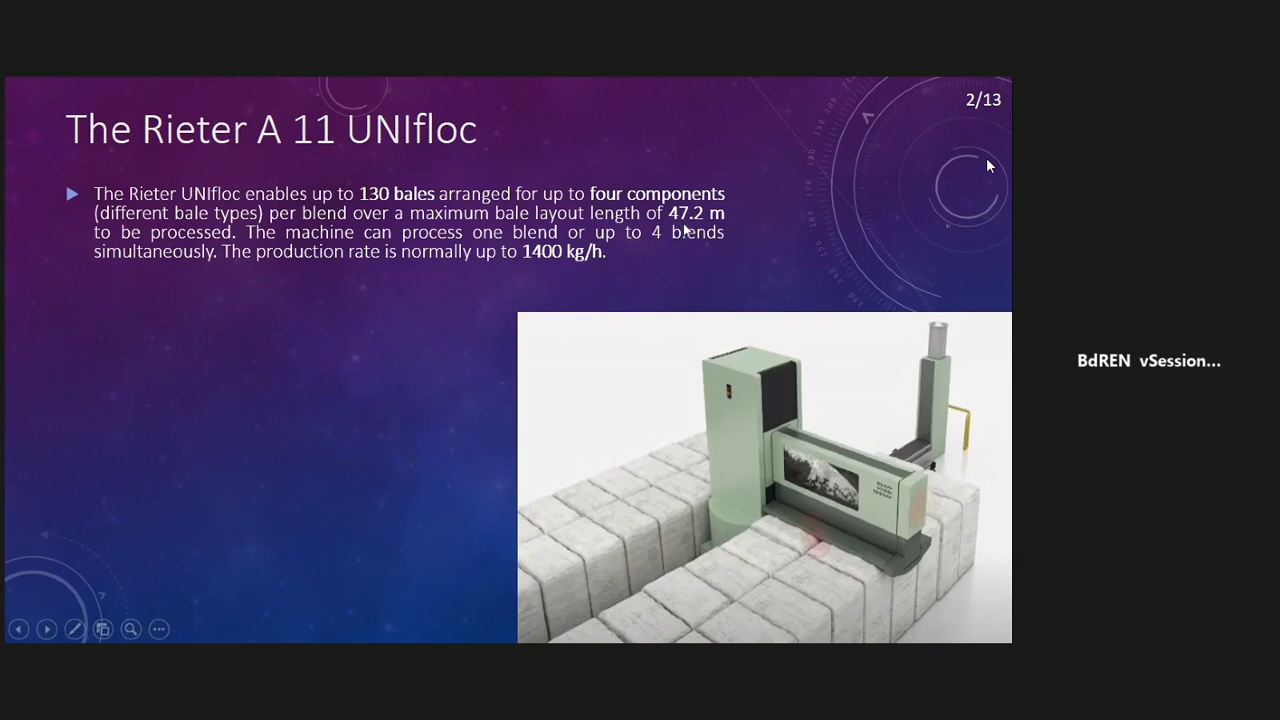 2/13
The Rieter A 11 UNIfloc
The Rieter UNIfloc enables up to 130 bales arranged for up to four components
(different bale types) per blend over a maximum bale layout length of 47.2 m
to be processed. The machine can process one blend or up to 4 blends
simultaneously. The production rate is normally up to 1400 kg/h.
BdREN vSession...